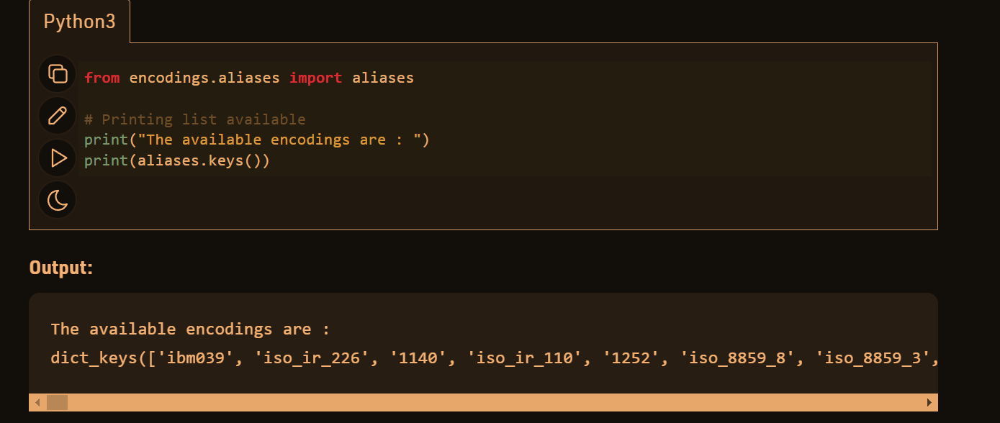 Python3
from encodings.aliases import aliases
# Printing list available
print("The available encodings are : ")
print(aliases.keys())
Output:
The available encodings are :
dict_keys(['ibm039', 'iso_ir_226', '1140', 'iso_ir_110', '1252', 'iso_8859_8', 'iso_8859_3',